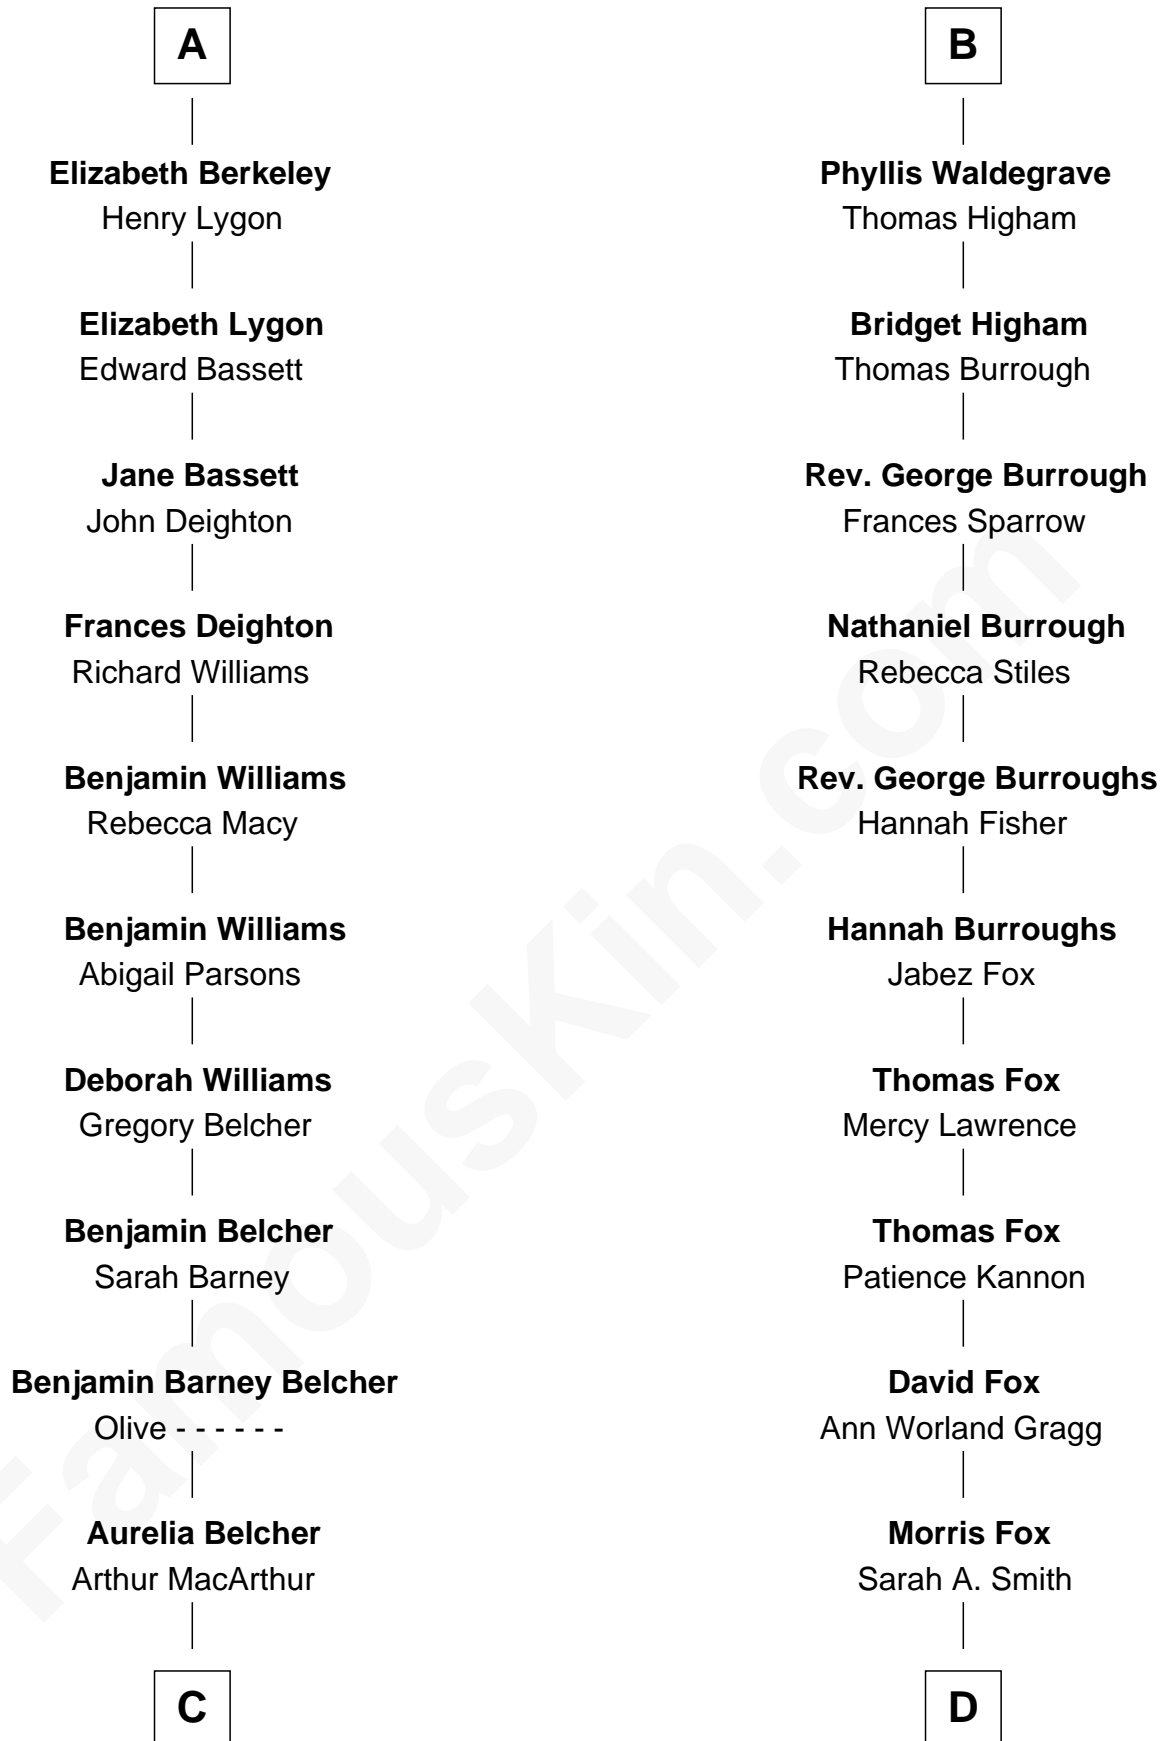 A
Elizabeth Berkeley
Henry Lygon
Elizabeth Lygon
Edward Bassett
Jane Bassett
John Deighton
Frances Deighton
Richard Williams
Benjamin Williams
Rebecca Macy
Benjamin Williams
Abigail Parsons
Deborah Williams
Gregory Belcher
Benjamin Belcher
Sarah Barney
Benjamin Barney Belcher
Olive - - - - - -
Aurelia Belcher
Arthur MacArthur
C
B
Phyllis Waldegrave
Thomas Higham
Bridget Higham
Thomas Burrough
Rev. George Burrough
Frances Sparrow
Nathaniel Burrough
Rebecca Stiles
Rev. George Burroughs
Hannah Fisher
Hannah Burroughs
Jabez Fox
Thomas Fox
Mercy Lawrence
Thomas Fox
Patience Kannon
David Fox
Ann Worland Gragg
Morris Fox
Sarah A. Smith
D
FamousKin.com